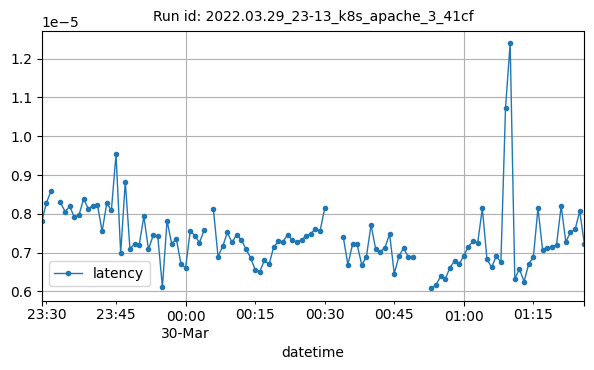 Run id: 2022.03.29_23-13_k8s_apache_3_41cf
1e−5
1.2
1.1
1.0
0.9
0.8
0.7
0.6
latency
23:30 23:45 00:00 00:15 00:30 00:45 01:00 01:15
30-Mar
datetime